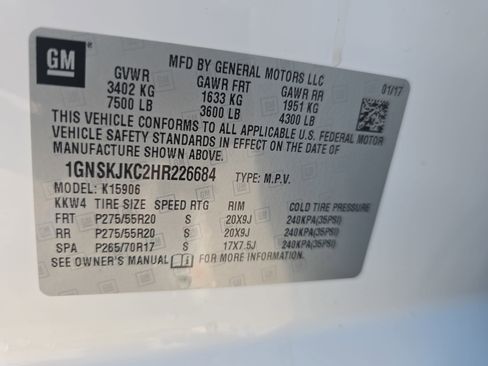 GM
MFD BY GENERAL MOTORS LLC
01/17
GVWR GAWR FRT GAWR RR
3402 KG 1633 KG 1951 KG
7500 LB 3600 LB 4300 LB
THIS VEHICLE CONFORMS TO ALL APPLICABLE U.S. FEDERAL MOTOR
VEHICLE SAFETY STANDARDS IN EFFECT ON THE DATE OF
MANUFACTURE SHOWN ABOVE.
1GNSKJKC2HR226684 TYPE: M.P.V.
MODEL: K15906
KKW4 TIRE SIZE SPEED RTG RIM COLD TIRE PRESSURE
FRT P275/55R20 S 20X9J 240KPA(35PSI)
RR P275/55R20 S 20X9J 240KPA(35PSI)
SPA P265/70R17 S 17X7.5J 240KPA(35PSI)
SEE OWNER'S MANUAL FOR MORE INFORMATION.